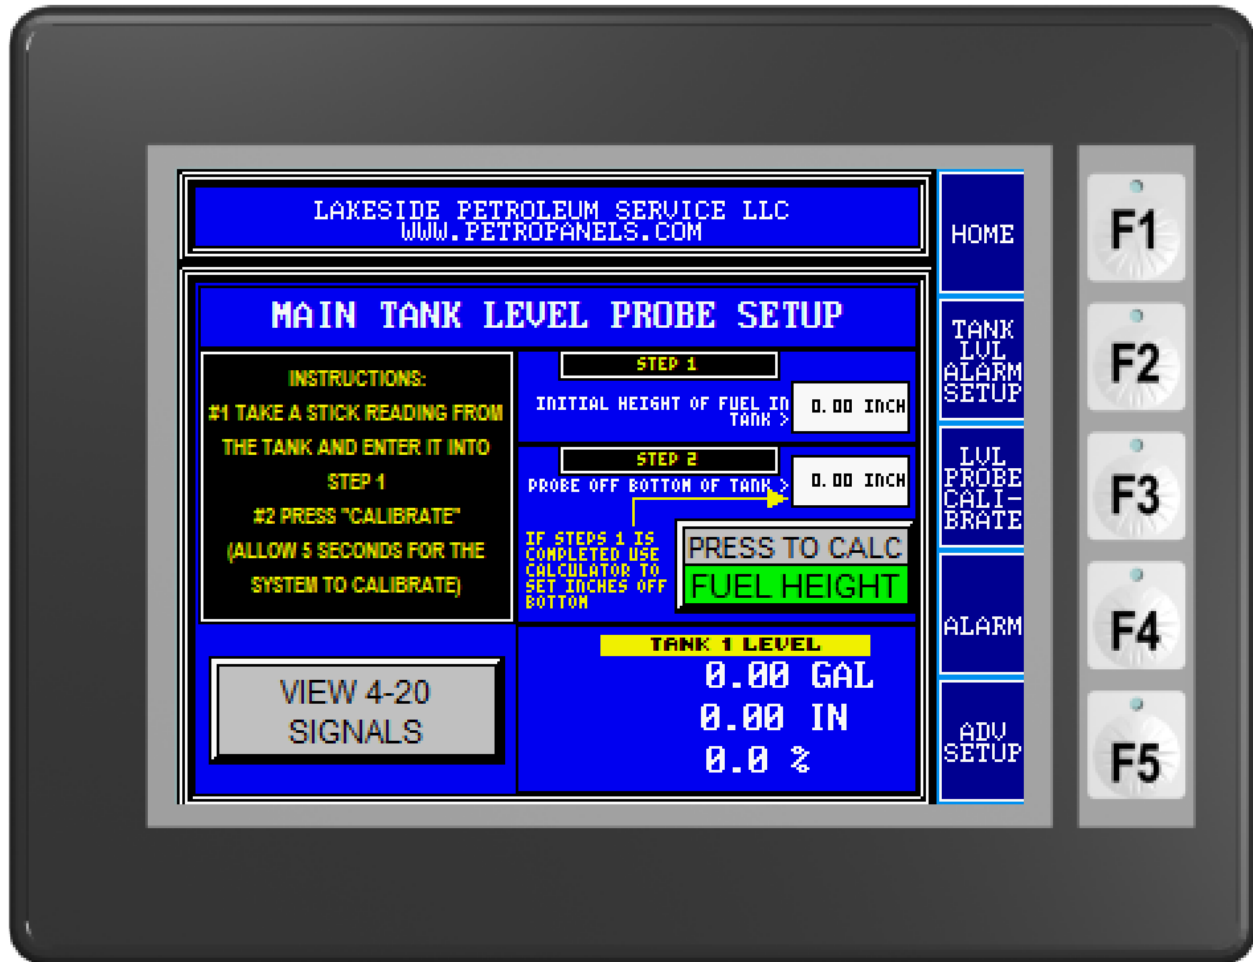 LAKESIDE PETROLEUM SERVICE LLC
WWW.PETROPANELS.COM
MAIN TANK LEVEL PROBE SETUP
INSTRUCTIONS:
#1 TAKE A STICK READING FROM
THE TANK AND ENTER IT INTO
STEP 1
#2 PRESS "CALIBRATE"
(ALLOW 5 SECONDS FOR THE
SYSTEM TO CALIBRATE)
VIEW 4-20
SIGNALS
STEP 1
INITIAL HEIGHT OF FUEL IN
TANK >
0.00 INCH
STEP 2
PROBE OFF BOTTOM OF TANK >
0.00 INCH
IF STEPS 1 IS
COMPLETED USE
CALCULATOR TO
SET INCHES OFF
BOTTOM
PRESS TO CALC
FUEL HEIGHT
TANK 1 LEVEL
0.00 GAL
0.00 IN
0.0 %
HOME
TANK
LVL
ALARM
SETUP
LVL
PROBE
CALI-
BRATE
ALARM
ADV
SETUP
F1
F2
F3
F4
F5